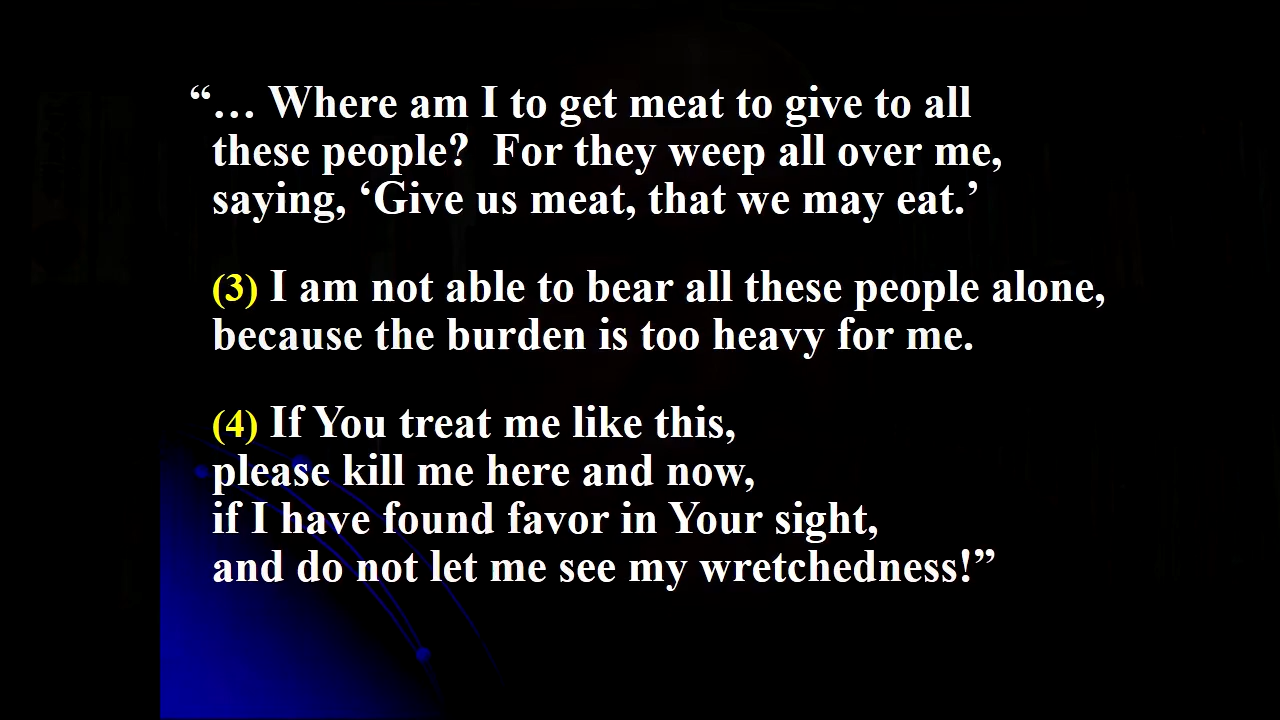 “… Where am I to get meat to give to all
these people?  For they weep all over me,
saying, ‘Give us meat, that we may eat.’
(3) I am not able to bear all these people alone,
because the burden is too heavy for me.
(4) If You treat me like this,
please kill me here and now,
if I have found favor in Your sight,
and do not let me see my wretchedness!”